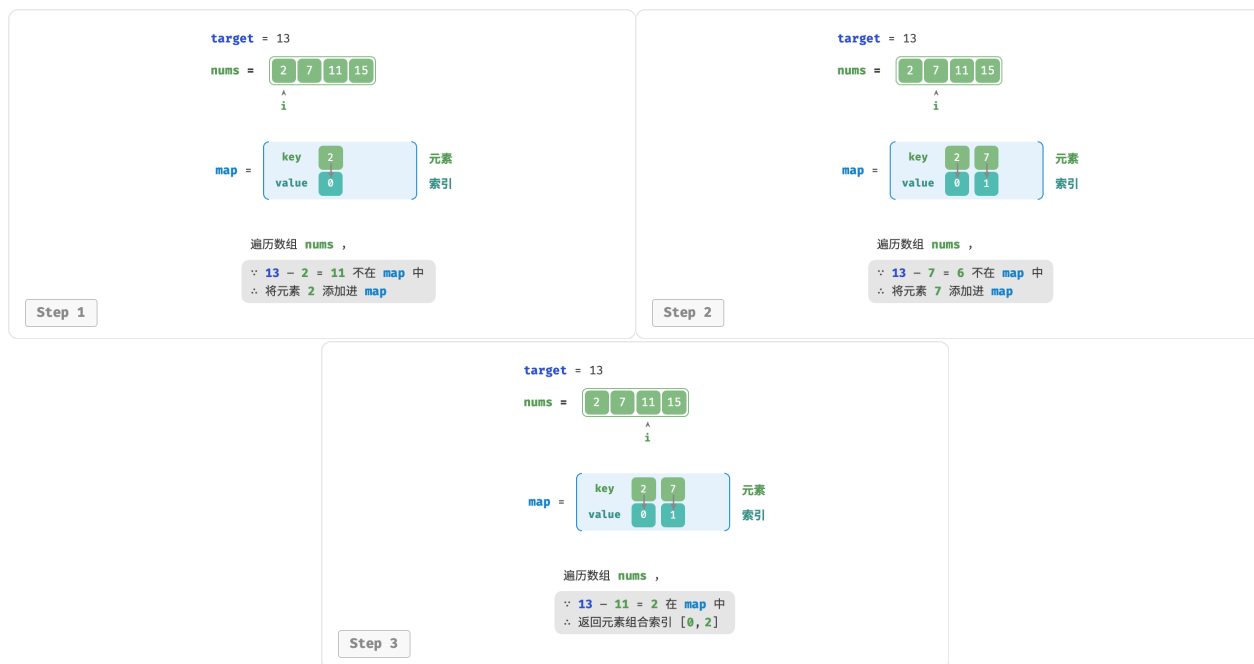 target = 13
nums = 2 7 11 15
i
key 2 元素
map =
value 0 索引
遍历数组 nums ,
∵ 13 − 2 = 11 不在 map 中
∴ 将元素 2 添加进 map
Step 1
target = 13
nums = 2 7 11 15
i
key 2 7 元素
map =
value 0 1 索引
遍历数组 nums ,
∵ 13 − 7 = 6 不在 map 中
∴ 将元素 7 添加进 map
Step 2
target = 13
nums = 2 7 11 15
i
key 2 7 元素
map =
value 0 1 索引
遍历数组 nums ,
∵ 13 − 11 = 2 在 map 中
∴ 返回元素组合索引 [0,2]
Step 3